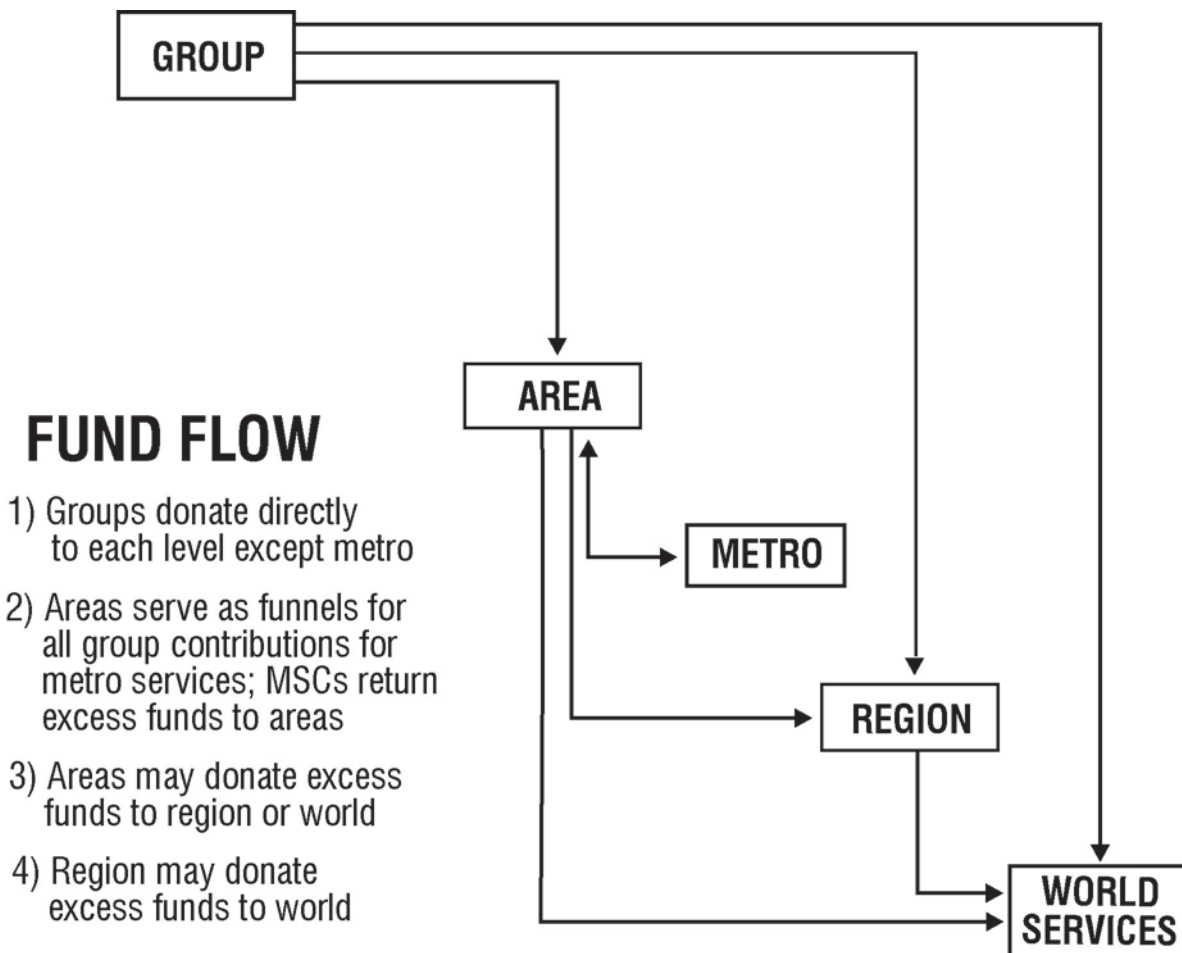 GROUP
AREA
FUND FLOW
1) Groups donate directly
to each level except metro
METRO
2) Areas serve as funnels for
all group contributions for
metro services; MSCs return
excess funds to areas
REGION
3) Areas may donate excess
funds to region or world
4) Region may donate
excess funds to world
WORLD
SERVICES